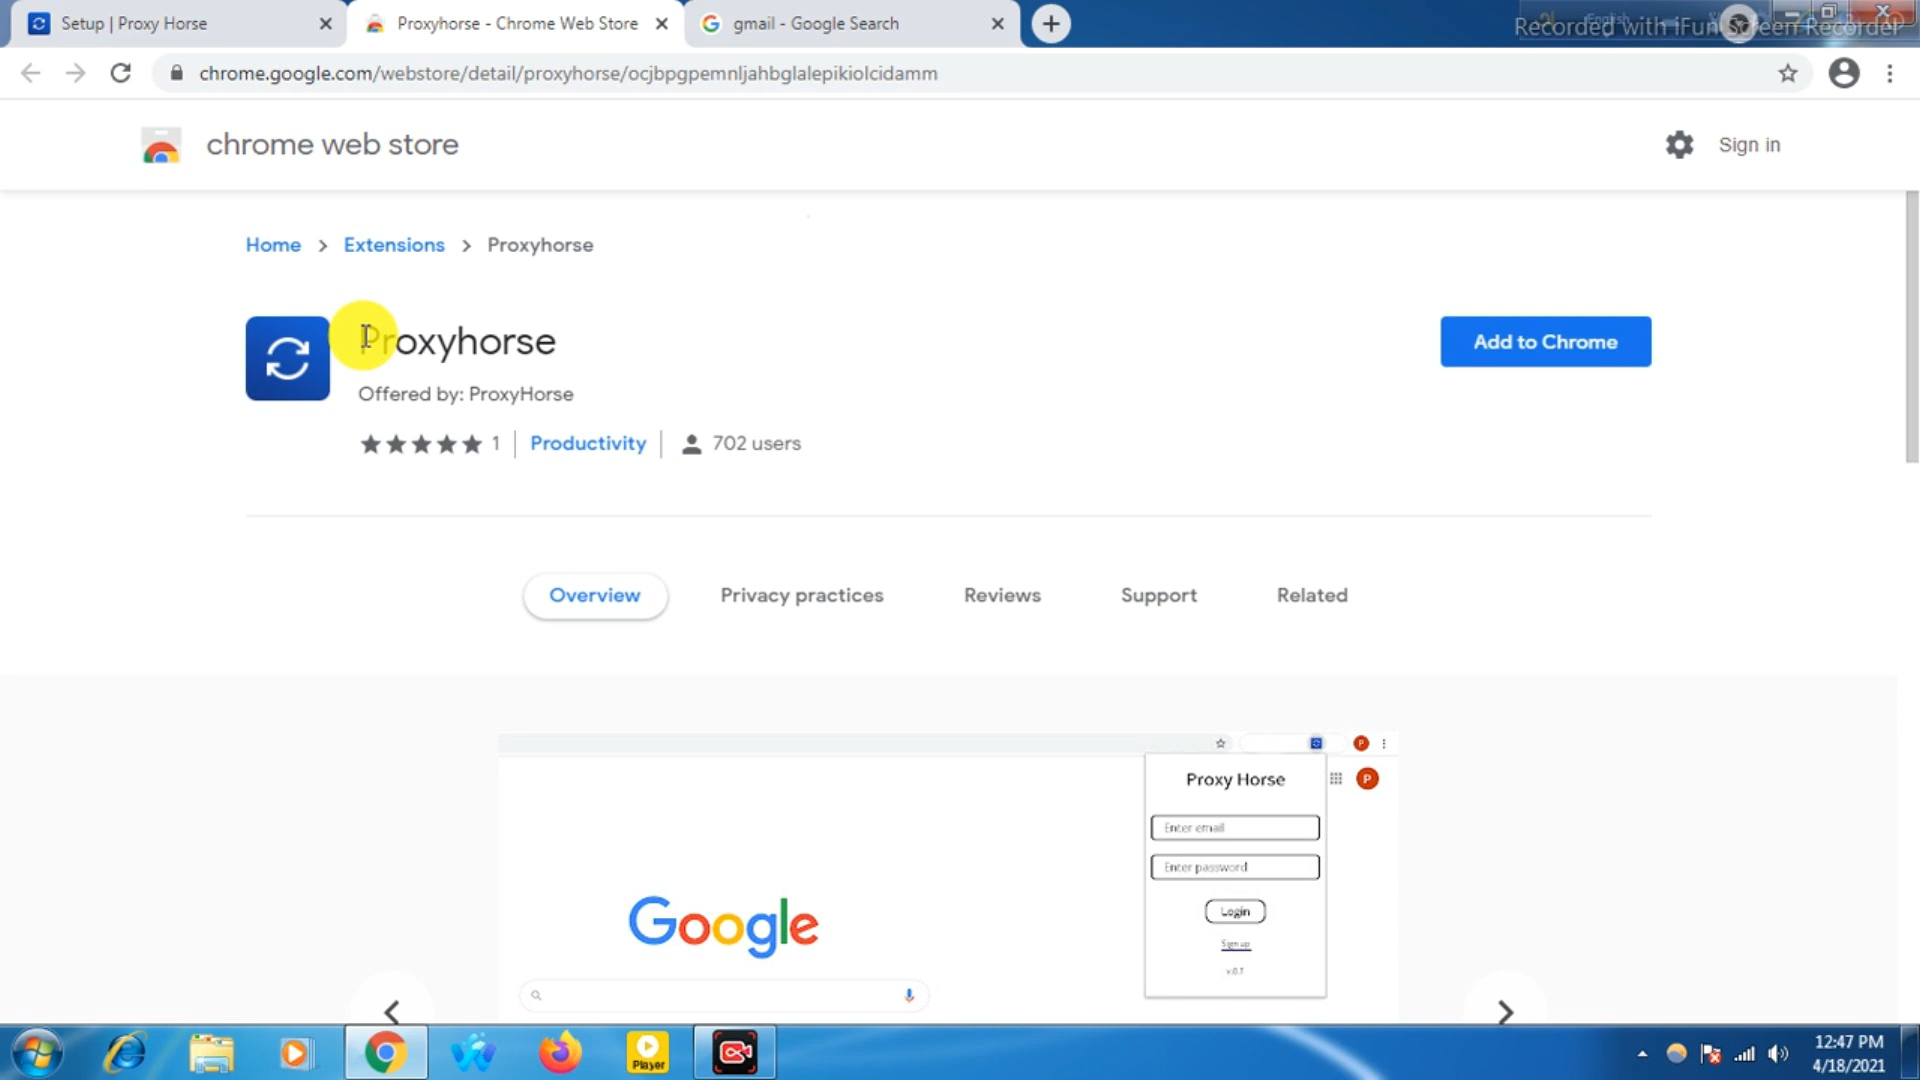 Setup | Proxy Horse
Proxyhorse - Chrome Web Store
gmail - Google Search
Recorded with iFun Screen Recorder
chrome.google.com/webstore/detail/proxyhorse/ocjbpgpemnljahbglalepikiolcidamm
chrome web store
Sign in
Home > Extensions > Proxyhorse
Proxyhorse
Add to Chrome
Offered by: ProxyHorse
1 Productivity 702 users
Overview Privacy practices Reviews Support Related
P
Proxy Horse
P
Enter email
Enter password
Login
Sign up
v.0.1
Google
Player
12:47 PM
4/18/2021